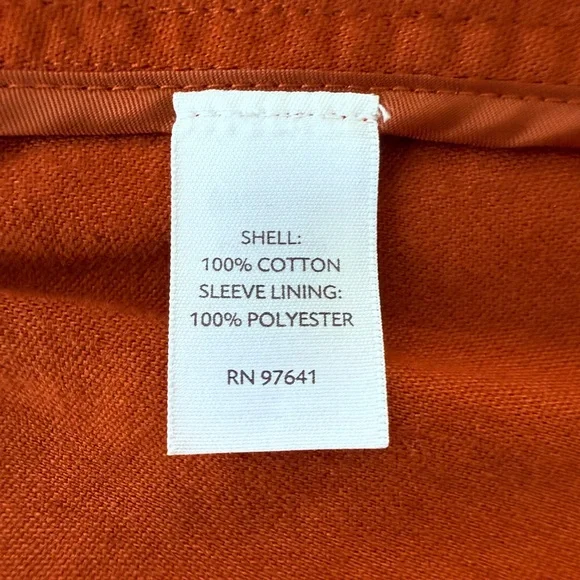 SHELL:
100% COTTON
SLEEVE LINING:
100% POLYESTER
RN 97641